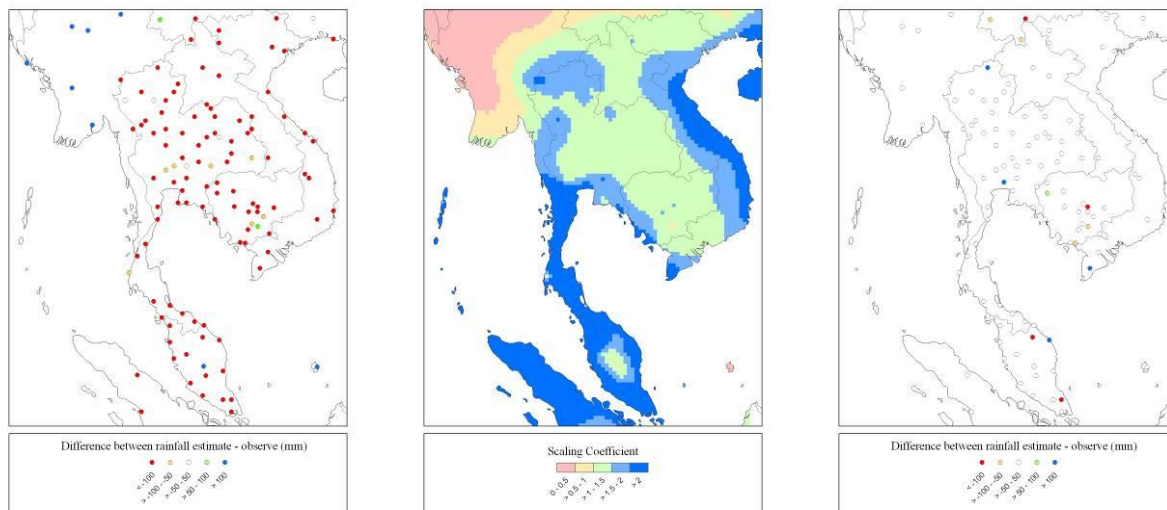 Difference between rainfall estimate - observe (mm)
< -100
> -100 - -50
> -50 - 50
> 50 - 100
> 100
Scaling Coefficient
0 - 0.5
> 0.5 - 1
> 1 - 1.5
> 1.5 - 2
> 2
Difference between rainfall estimate - observe (mm)
< -100
> -100 - -50
> -50 - 50
> 50 - 100
> 100